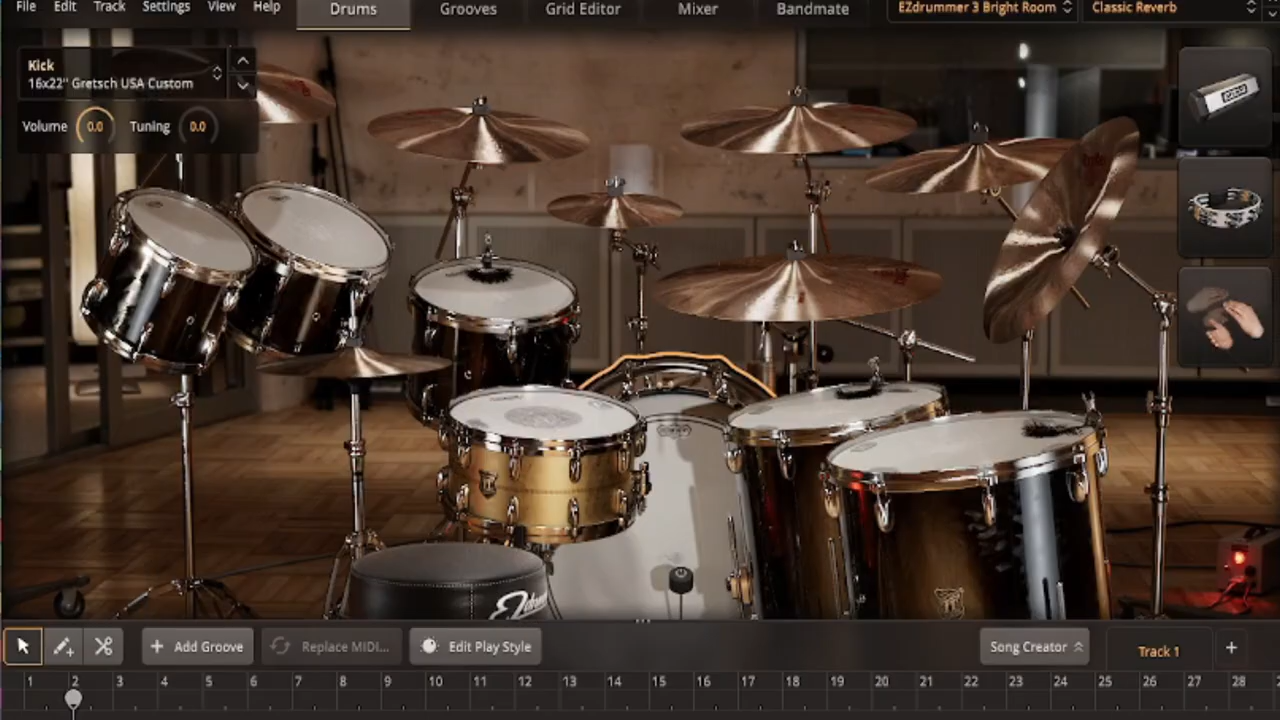 File Edit Track Settings View Help
Drums Grooves Grid Editor Mixer Bandmate
EZdrummer 3 Bright Room Classic Reverb
Kick
16x22" Gretsch USA Custom
Volume 0.0 Tuning 0.0
Add Groove Replace MIDI... Edit Play Style
Song Creator Track 1
1 2 3 4 5 6 7 8 9 10 11 12 13 14 15 16 17 18 19 20 21 22 23 24 25 26 27 28